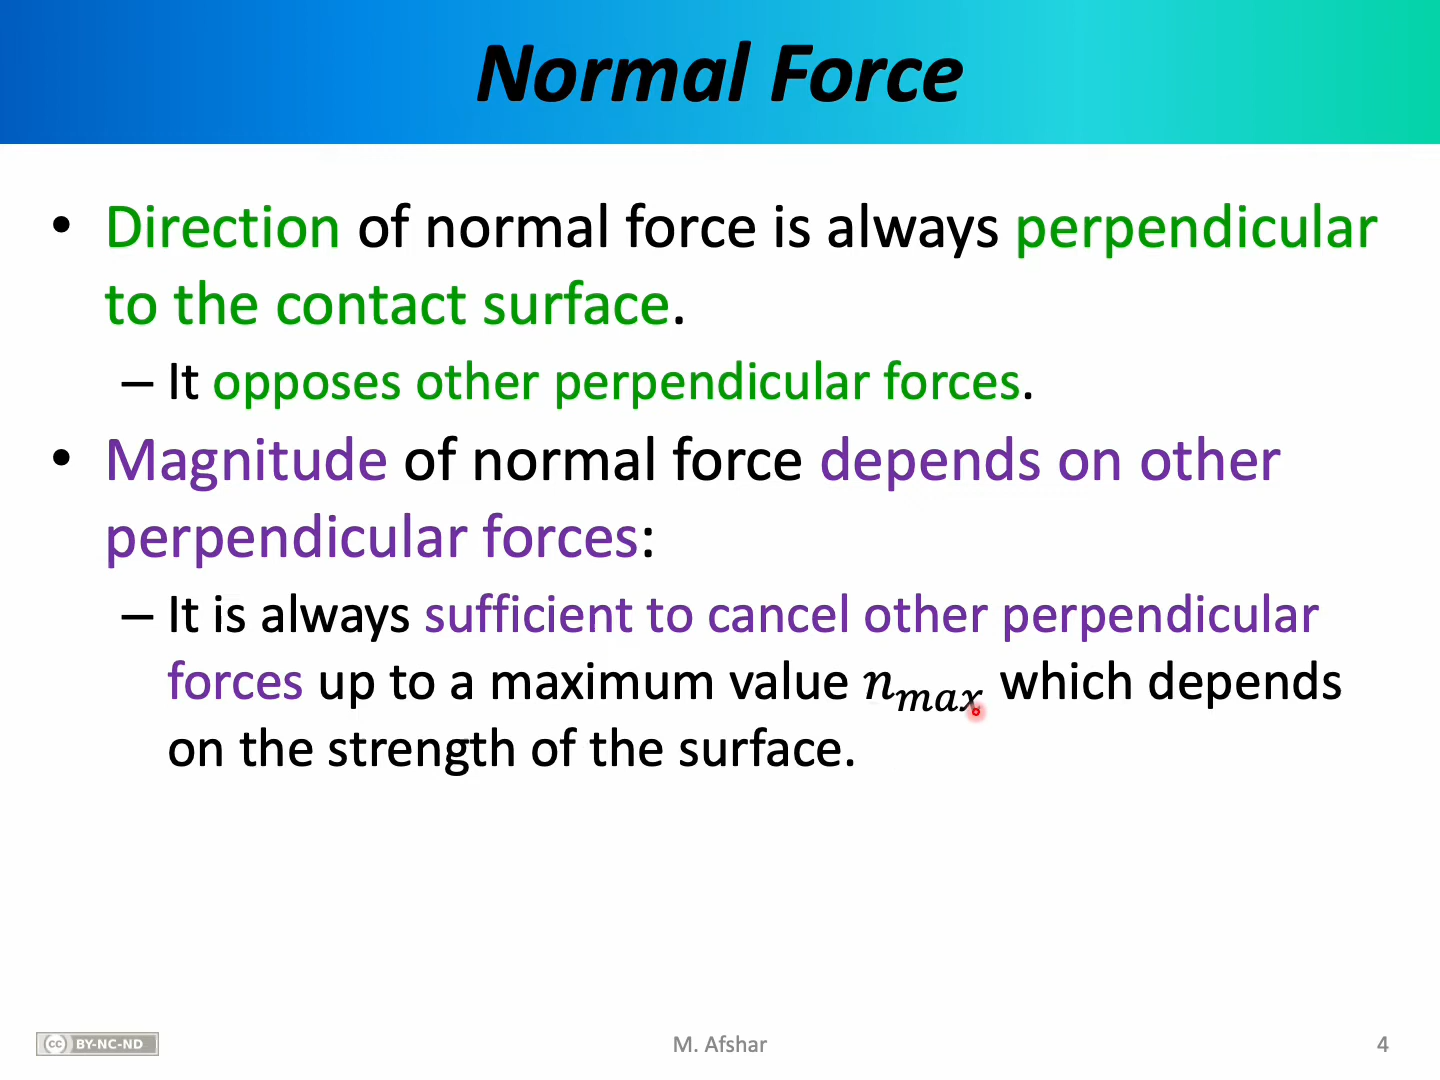 Normal Force
• Direction of normal force is always perpendicular
to the contact surface.
– It opposes other perpendicular forces.
• Magnitude of normal force depends on other
perpendicular forces:
– It is always sufficient to cancel other perpendicular
forces up to a maximum value n_max which depends
on the strength of the surface.
cc BY-NC-ND
M. Afshar
4